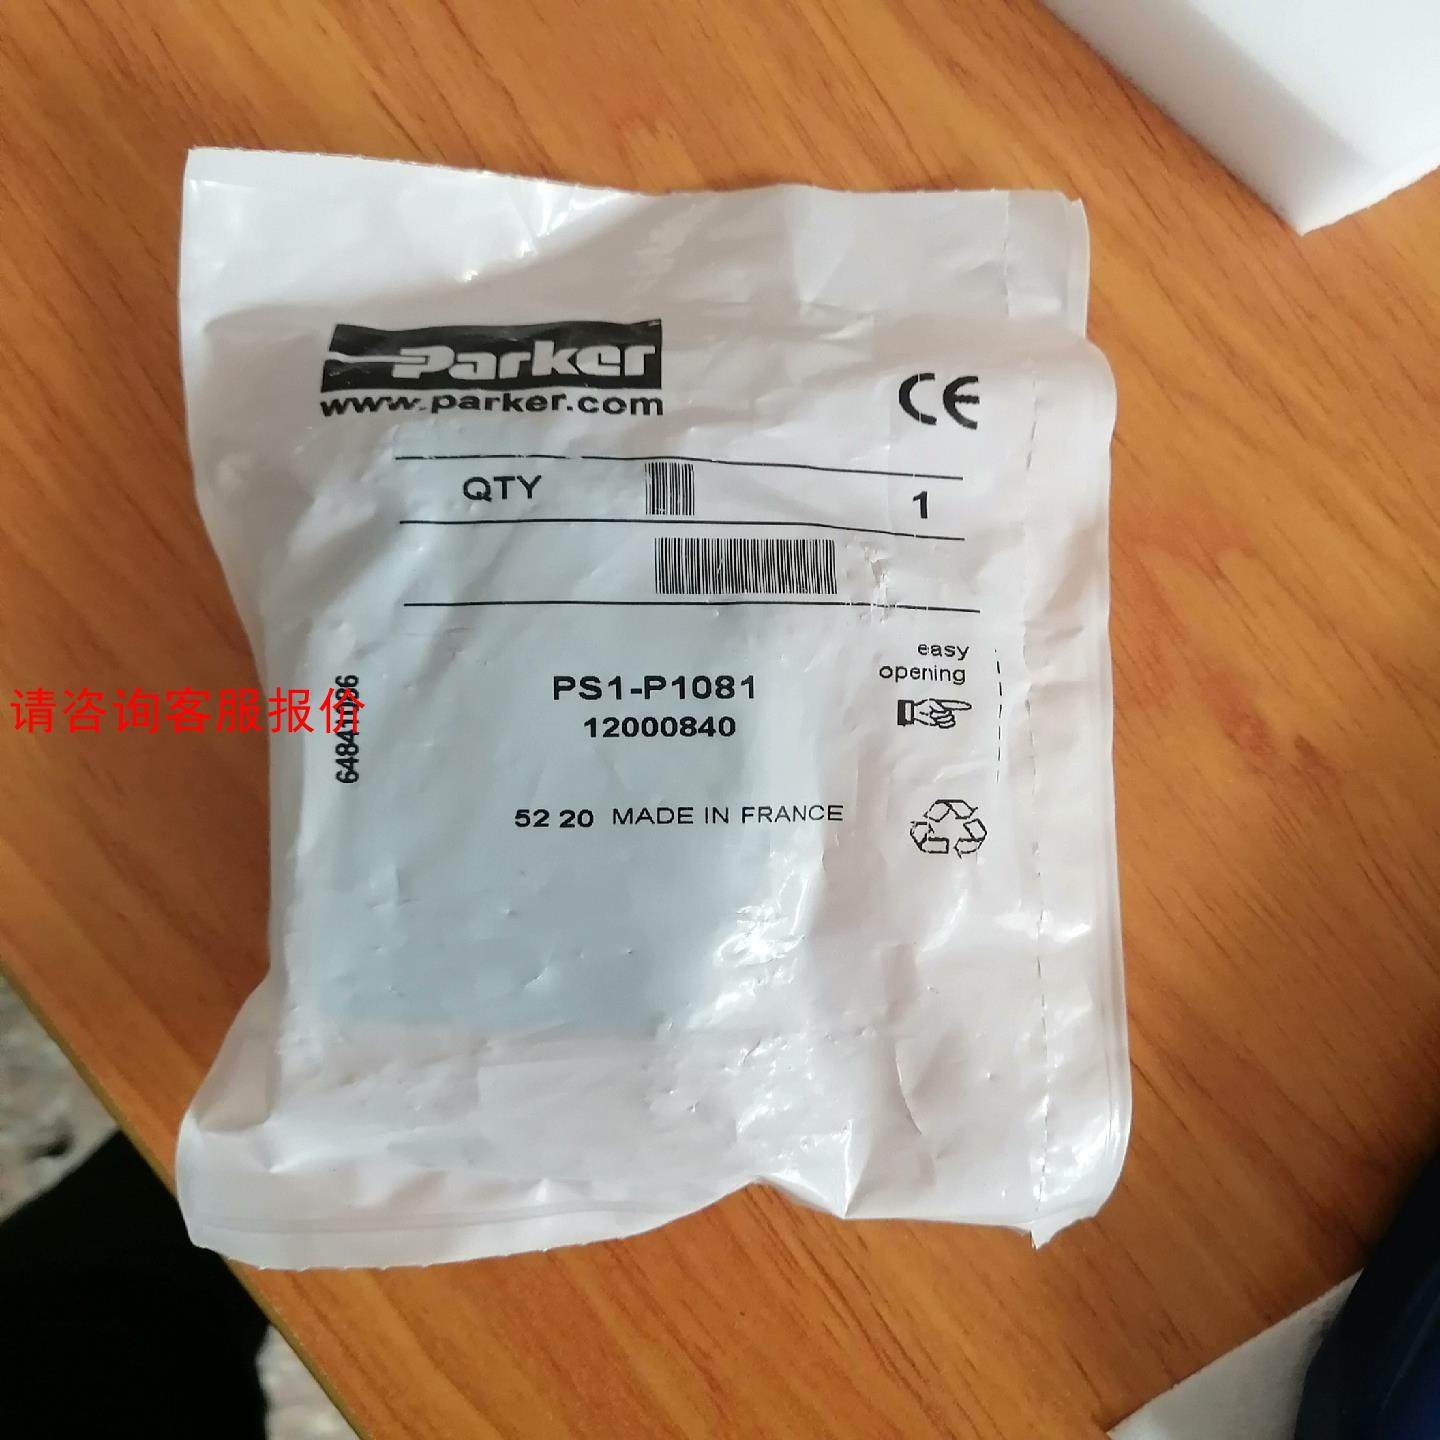 Parker
www.parker.com
CE
QTY 1
easy
opening
PS1-P1081
12000840
请咨询客服报价
52 20 MADE IN FRANCE